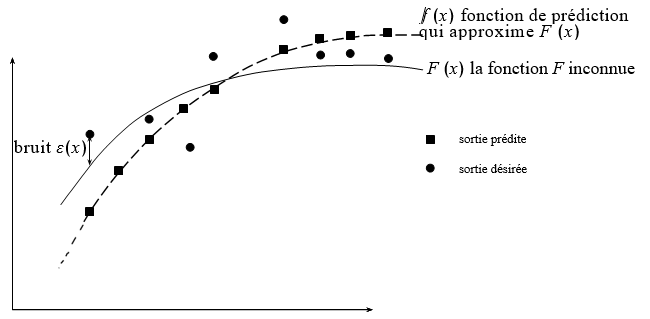 f (x) fonction de prédiction
qui approxime F (x)
F (x) la fonction F inconnue
bruit ε(x)
sortie prédite
sortie désirée